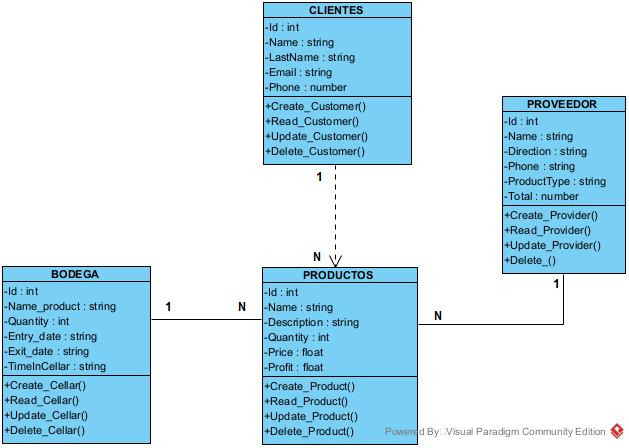 CLIENTES
-Id : int
-Name : string
-LastName : string
-Email : string
-Phone : number
+Create_Customer()
+Read_Customer()
+Update_Customer()
+Delete_Customer()
1
N
PROVEEDOR
-Id : int
-Name : string
-Direction : string
-Phone : string
-ProductType : string
-Total : number
+Create_Provider()
+Read_Provider()
+Update_Provider()
+Delete_()
1
N
BODEGA
-Id : int
-Name_product : string
-Quantity : int
-Entry_date : string
-Exit_date : string
-TimeInCellar : string
+Create_Cellar()
+Read_Cellar()
+Update_Cellar()
+Delete_Cellar()
1
N
PRODUCTOS
-Id : int
-Name : string
-Description : string
-Quantity : int
-Price : float
-Profit : float
+Create_Product()
+Read_Product()
+Update_Product()
+Delete_Product()
Powered By Visual Paradigm Community Edition